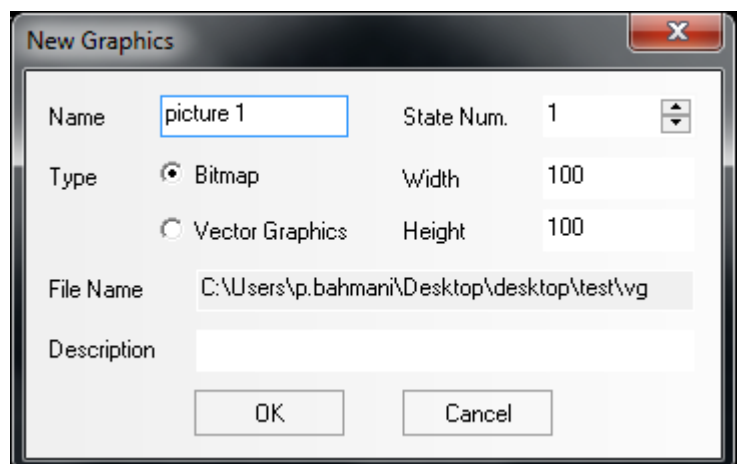 New Graphics
Name picture 1 State Num. 1
Type Bitmap Width 100
Vector Graphics Height 100
File Name C:\Users\p.bahmani\Desktop\desktop\test\vg
Description
OK Cancel